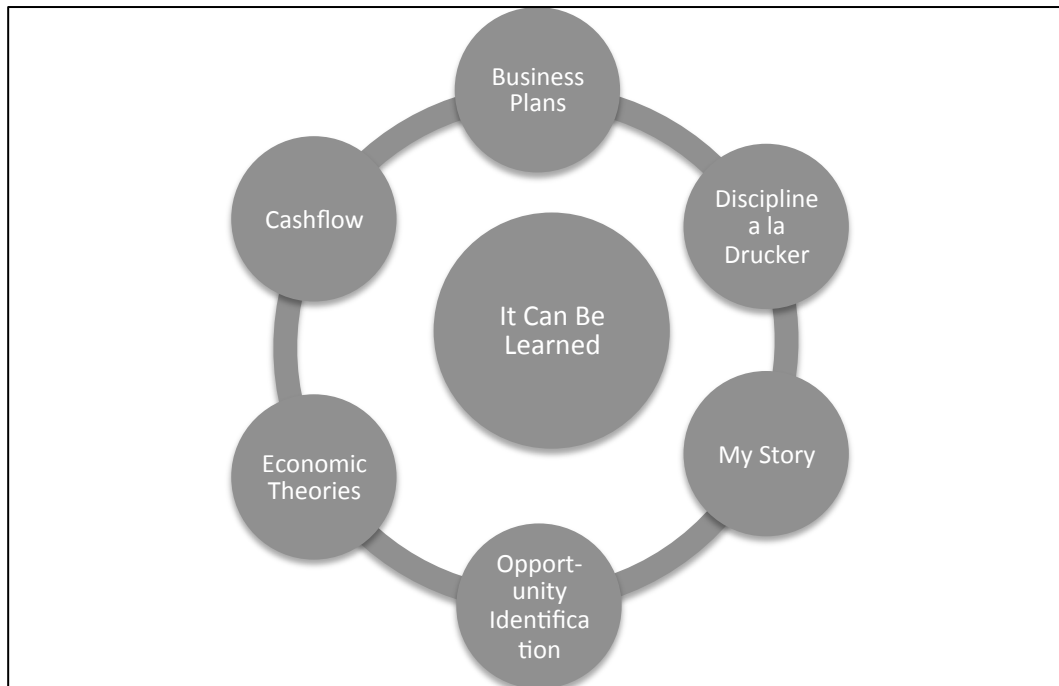 Business
Plans
Discipline
a la
Drucker
My Story
Opport-
unity
Identifica
tion
Economic
Theories
Cashflow
It Can Be
Learned